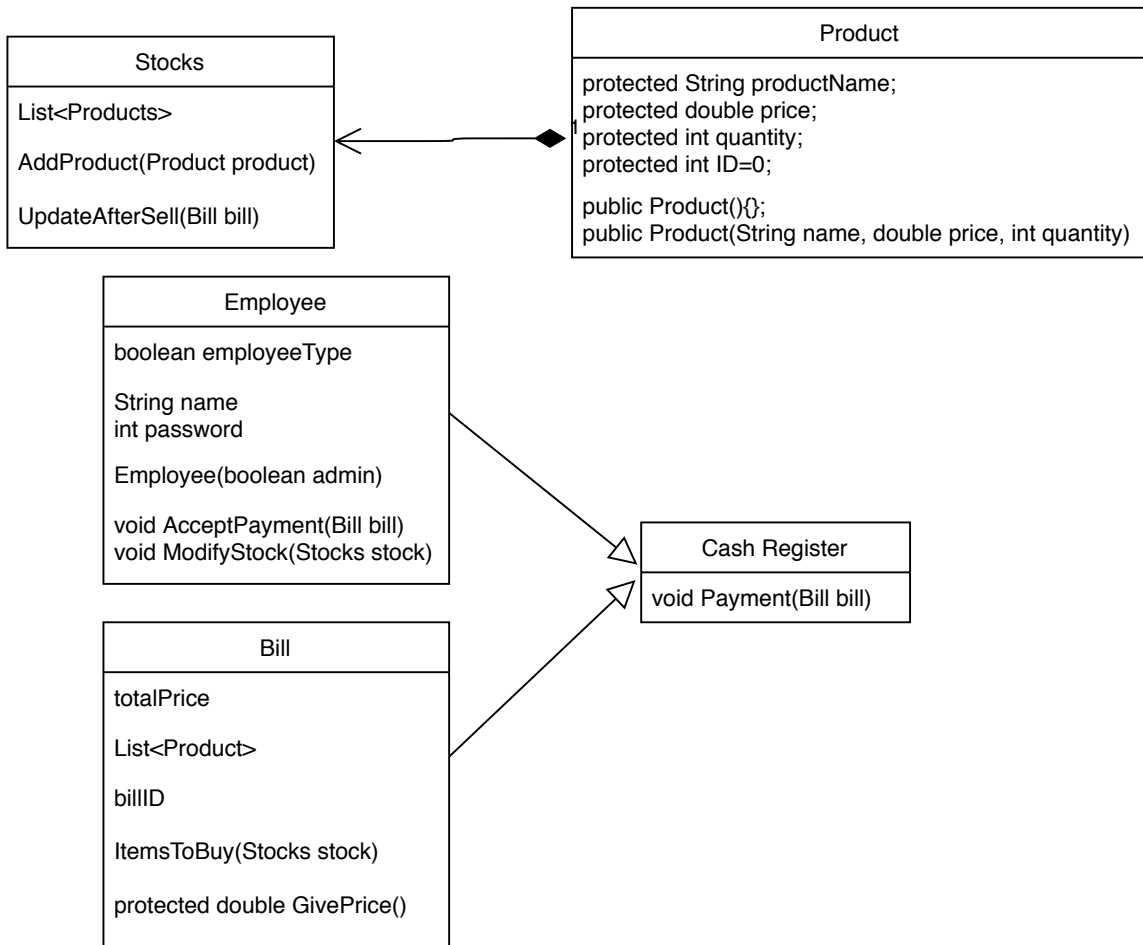 Stocks
List<Products>
AddProduct(Product product)
UpdateAfterSell(Bill bill)
1
Product
protected String productName;
protected double price;
protected int quantity;
protected int ID=0;
public Product(){};
public Product(String name, double price, int quantity)
Employee
boolean employeeType
String name
int password
Employee(boolean admin)
void AcceptPayment(Bill bill)
void ModifyStock(Stocks stock)
Cash Register
void Payment(Bill bill)
Bill
totalPrice
List<Product>
billID
ItemsToBuy(Stocks stock)
protected double GivePrice()